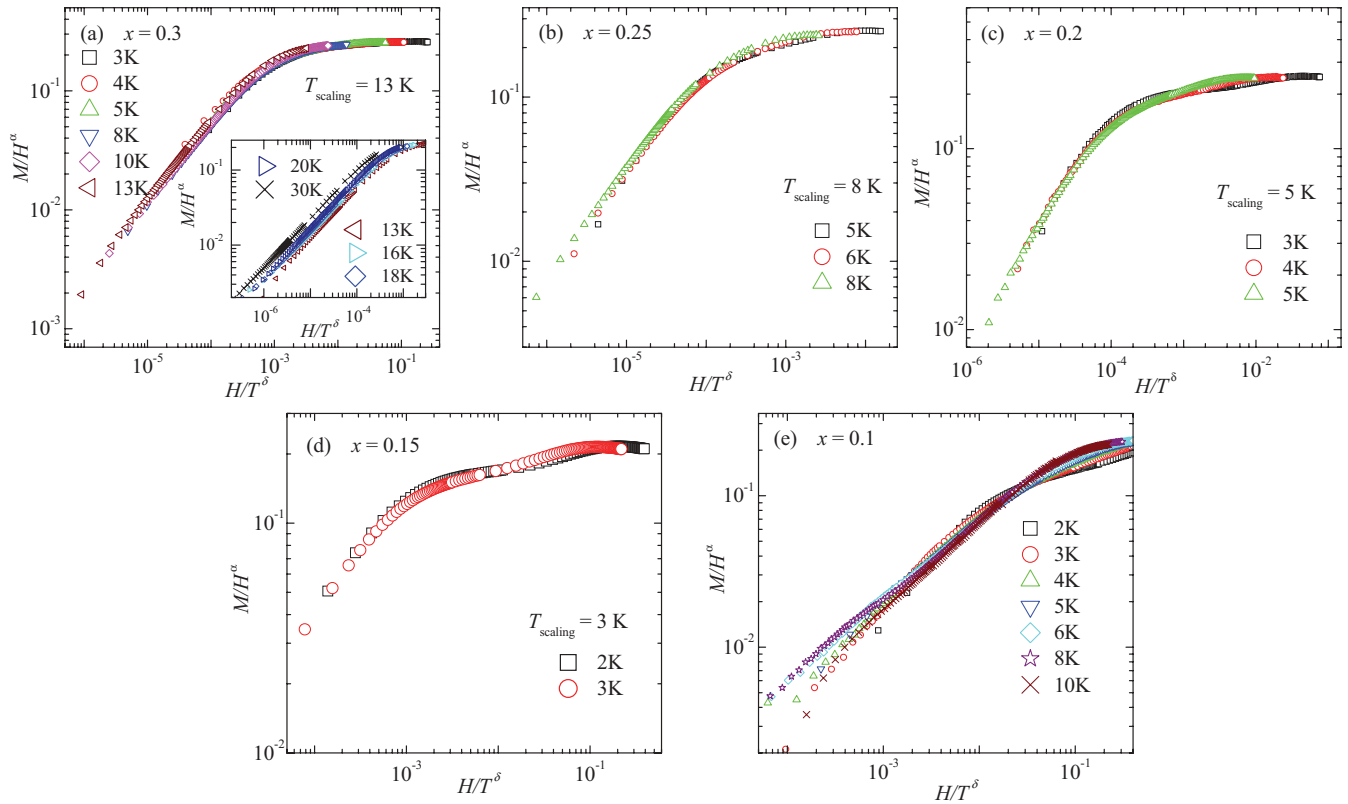 (a) x = 0.3
3K
4K
5K
8K
10K
13K
T_scaling = 13 K
20K
30K
13K
16K
18K
M/H^α
10^-2
10^-1
10^-6
10^-4
H/T^δ
M/H^α
10^-1
10^-2
10^-3
10^-5
10^-3
10^-1
H/T^δ
(b) x = 0.25
T_scaling = 8 K
5K
6K
8K
M/H^α
10^-1
10^-2
10^-5
10^-3
10^-1
H/T^δ
(c) x = 0.2
T_scaling = 5 K
3K
4K
5K
M/H^α
10^-1
10^-2
10^-6
10^-4
10^-2
H/T^δ
(d) x = 0.15
T_scaling = 3 K
2K
3K
M/H^α
10^-1
10^-2
10^-3
10^-1
H/T^δ
(e) x = 0.1
2K
3K
4K
5K
6K
8K
10K
M/H^α
10^-1
10^-2
10^-3
10^-1
H/T^δ